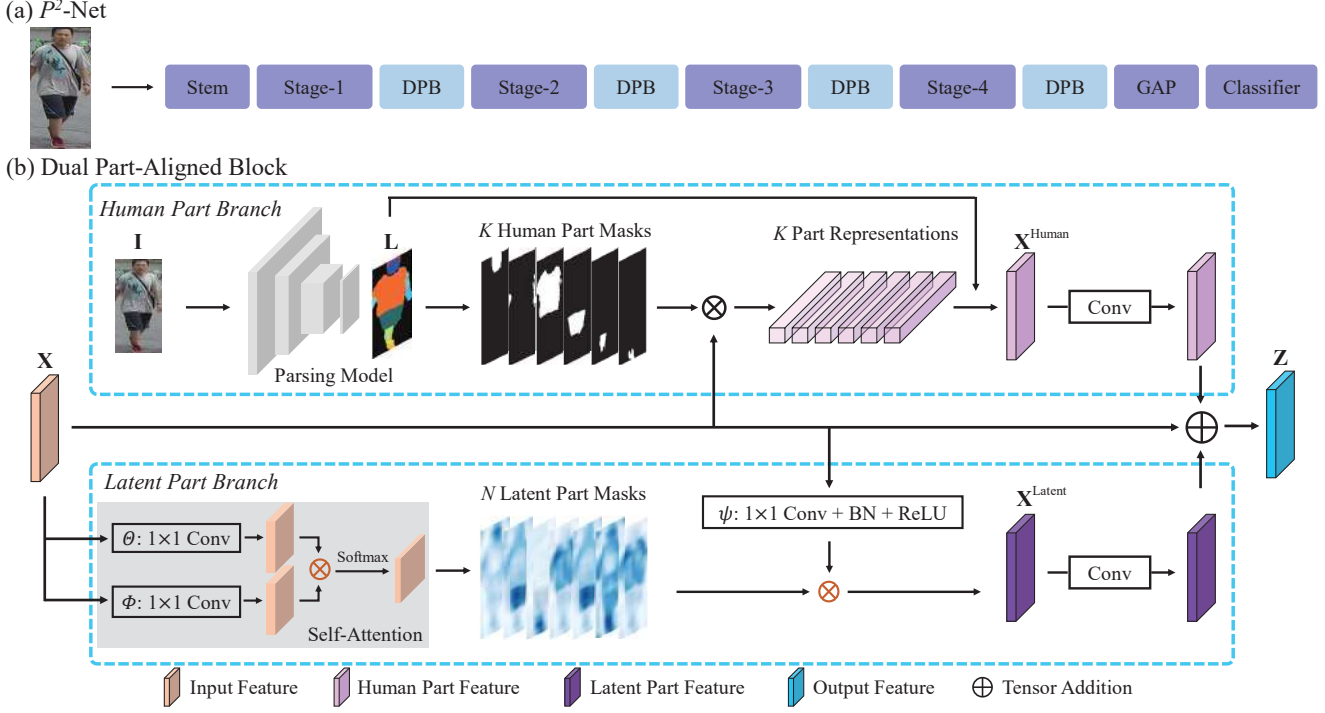 (a) P²-Net
Stem Stage-1 DPB Stage-2 DPB Stage-3 DPB Stage-4 DPB GAP Classifier
(b) Dual Part-Aligned Block
Human Part Branch
I
L
K Human Part Masks
K Part Representations
X^Human
Conv
Parsing Model
X
Z
Latent Part Branch
N Latent Part Masks
ψ: 1×1 Conv + BN + ReLU
X^Latent
Θ: 1×1 Conv
Softmax
Φ: 1×1 Conv
Conv
Self-Attention
Input Feature Human Part Feature Latent Part Feature Output Feature Tensor Addition